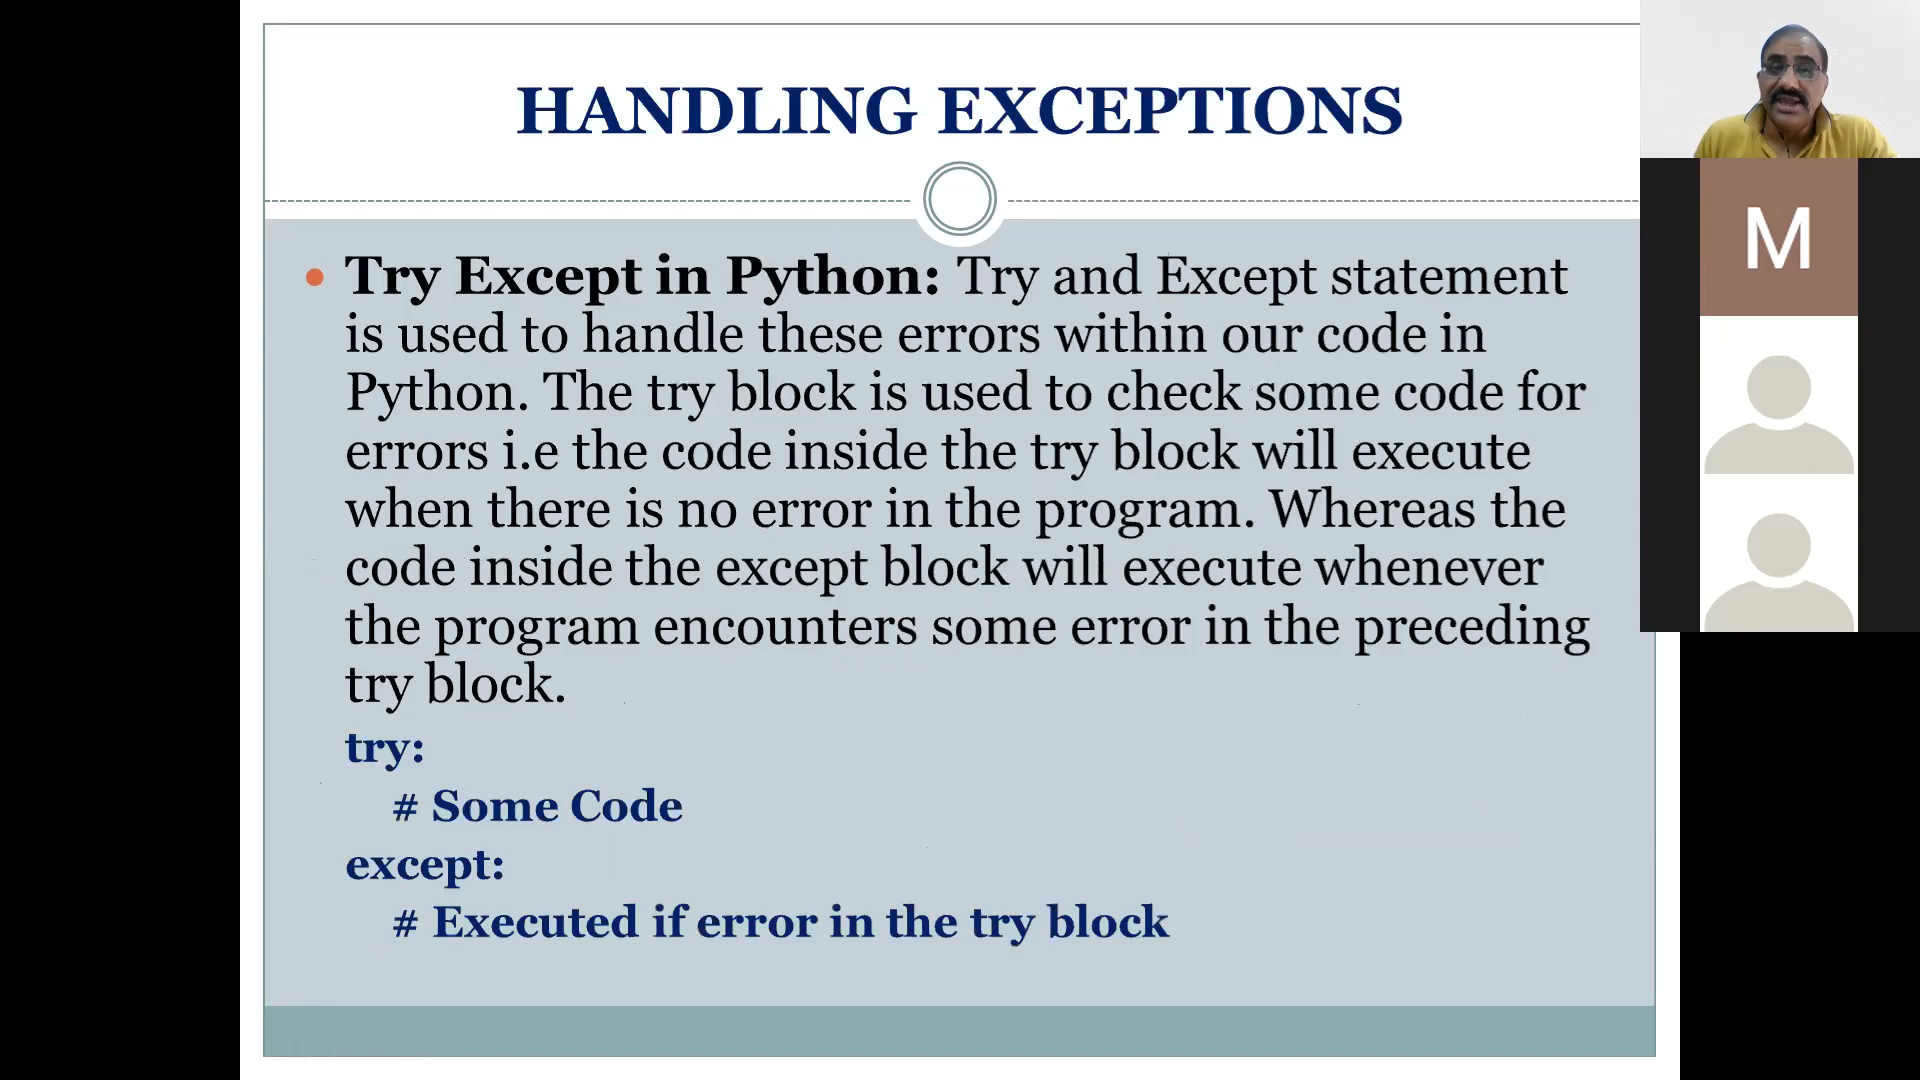 HANDLING EXCEPTIONS
Try Except in Python: Try and Except statement
is used to handle these errors within our code in
Python. The try block is used to check some code for
errors i.e the code inside the try block will execute
when there is no error in the program. Whereas the
code inside the except block will execute whenever
the program encounters some error in the preceding
try block.
try:
# Some Code
except:
# Executed if error in the try block
M